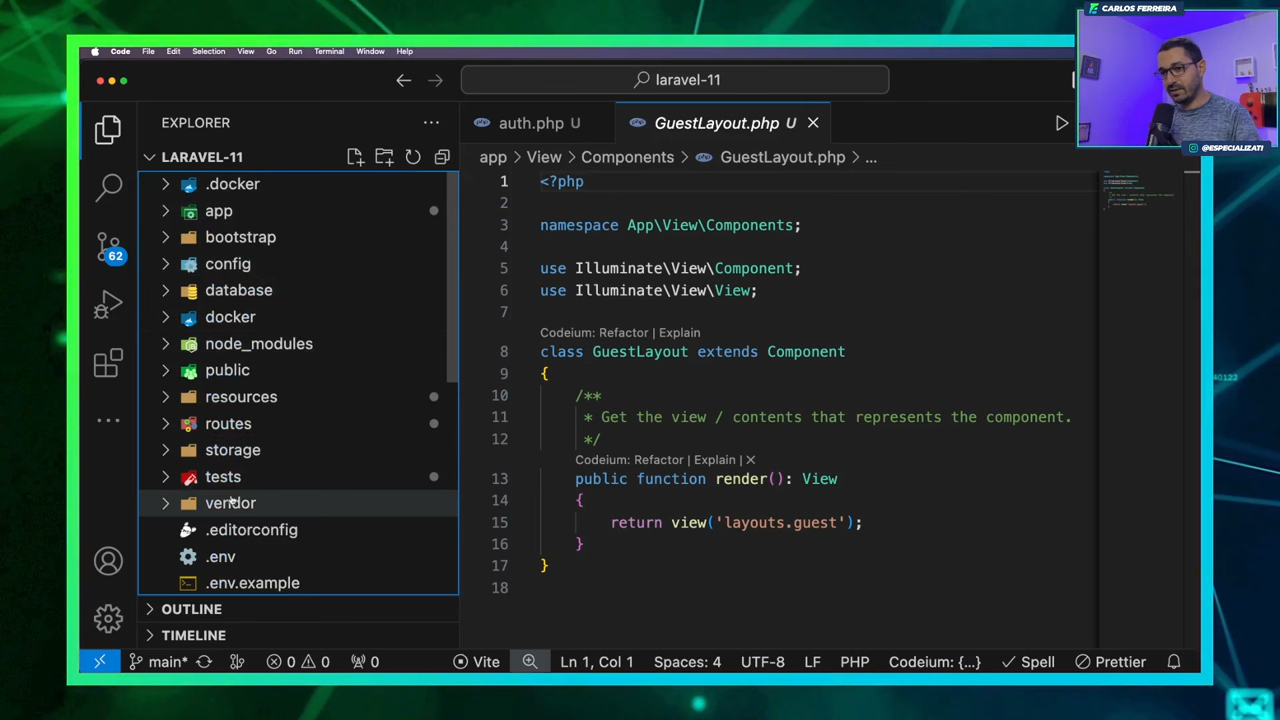 CARLOS FERREIRA
@ESPECIALIZATI
Code File Edit Selection View Go Run Terminal Window Help
laravel-11
EXPLORER
LARAVEL-11
.docker
app
bootstrap
config
database
docker
node_modules
public
resources
routes
storage
tests
vendor
.editorconfig
.env
.env.example
OUTLINE
TIMELINE
62
auth.php U
GuestLayout.php U
app > View > Components > GuestLayout.php > ...
1 <?php
2
3 namespace App\View\Components;
4
5 use Illuminate\View\Component;
6 use Illuminate\View\View;
7
Codeium: Refactor | Explain
8 class GuestLayout extends Component
9 {
10 /**
11 * Get the view / contents that represents the component.
12 */
Codeium: Refactor | Explain | X
13 public function render(): View
14 {
15 return view('layouts.guest');
16 }
17 }
18
main* 0 0 0 Vite Ln 1, Col 1 Spaces: 4 UTF-8 LF PHP Codeium: {...} Spell Prettier
40122